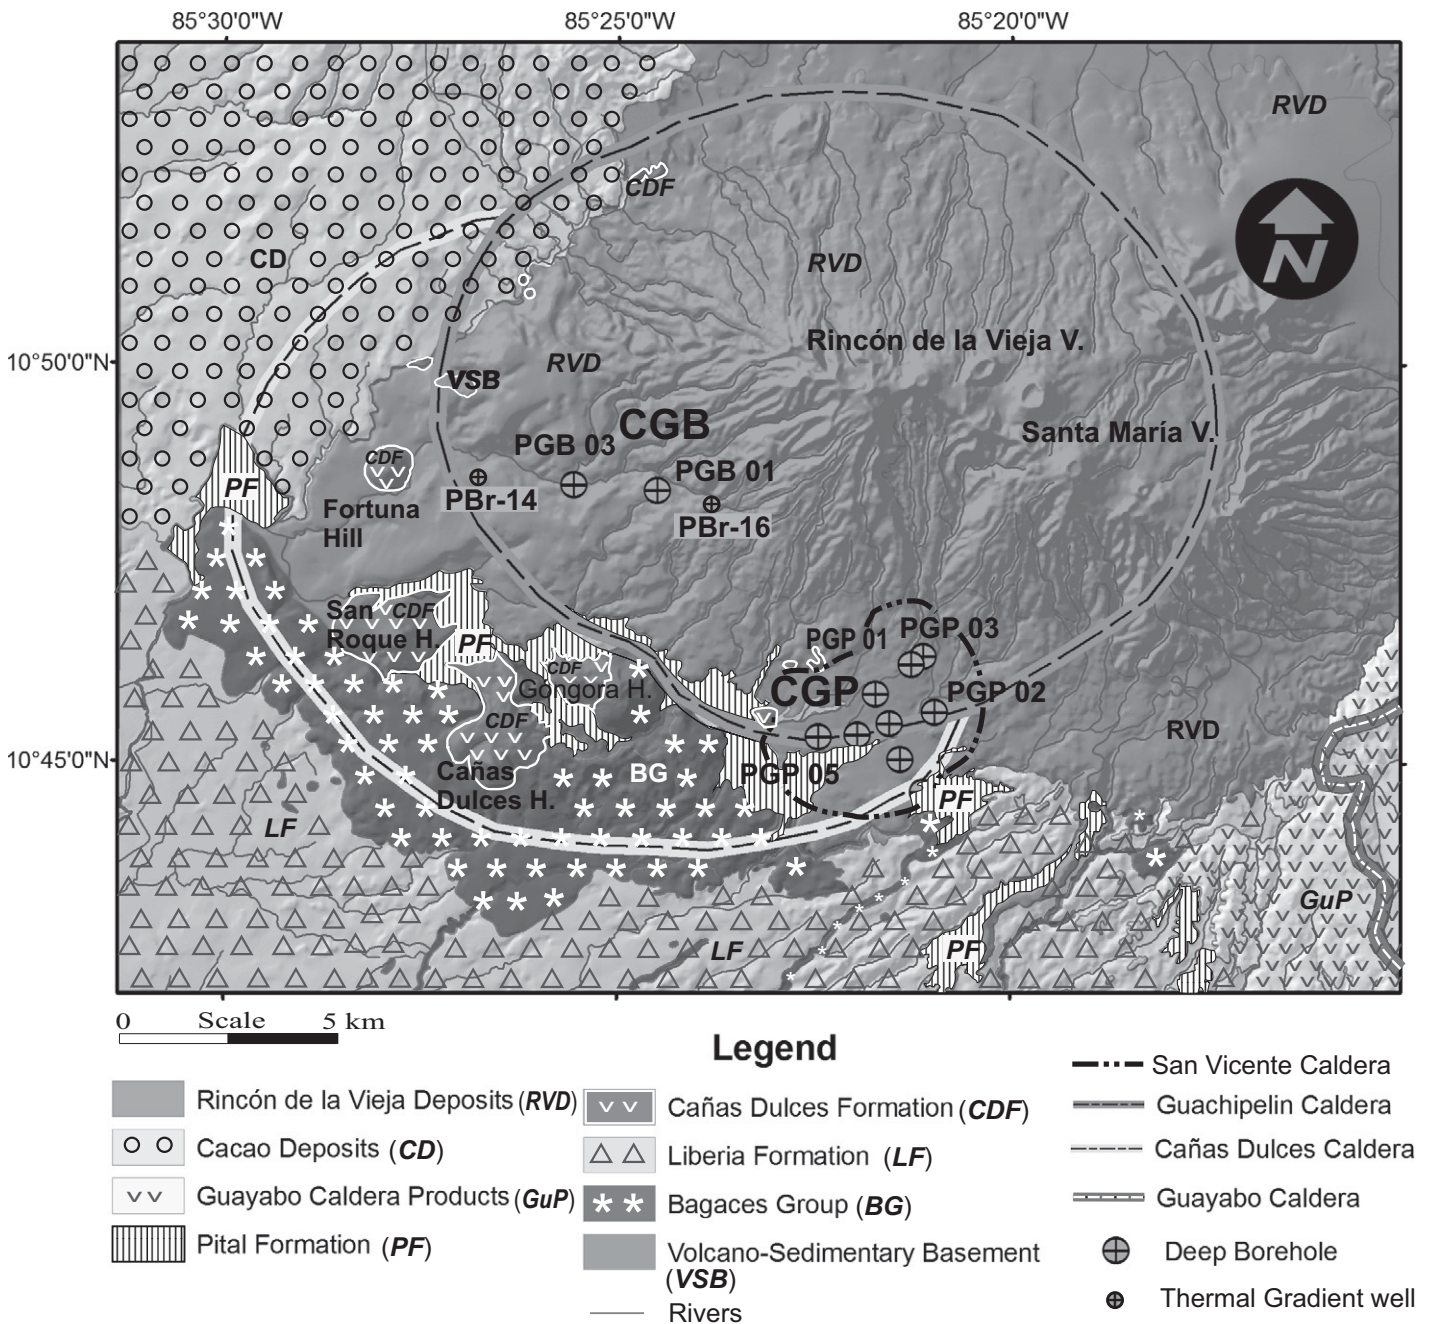 85°30'0"W
85°25'0"W
85°20'0"W
RVD
CDF
CD
RVD
Rincón de la Vieja V.
10°50'0"N
RVD
VSB
CGB
Santa María V.
PGB 03
CDF
PGB 01
PF
PBr-14
Fortuna
Hill
PBr-16
San CDF
Roque H.
PF
PGP 01
PGP 03
CDF
Góngora H.
CGP
PGP 02
CDF
RVD
10°45'0"N
Cañas
Dulces H.
BG
PGP 05
PF
LF
GuP
LF
PF
N
0 Scale 5 km
Legend
Rincón de la Vieja Deposits (RVD)
Cacao Deposits (CD)
Guayabo Caldera Products (GuP)
Pital Formation (PF)
Cañas Dulces Formation (CDF)
Liberia Formation (LF)
Bagaces Group (BG)
Volcano-Sedimentary Basement
(VSB)
Rivers
San Vicente Caldera
Guachipelin Caldera
Cañas Dulces Caldera
Guayabo Caldera
Deep Borehole
Thermal Gradient well